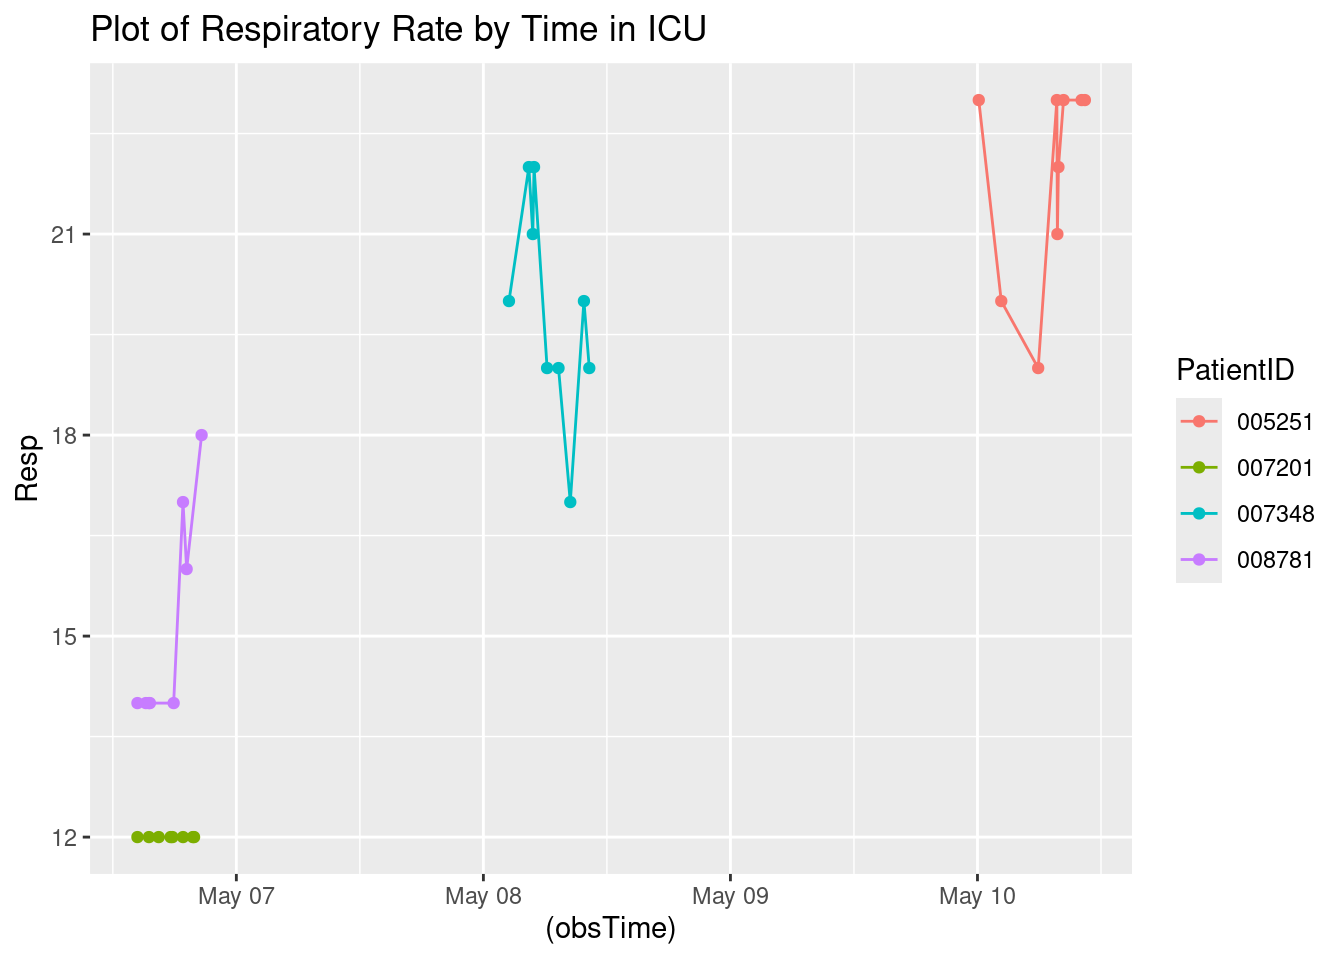 Plot of Respiratory Rate by Time in ICU
Resp
21
18
15
12
May 07 May 08 May 09 May 10
(obsTime)
PatientID
005251
007201
007348
008781